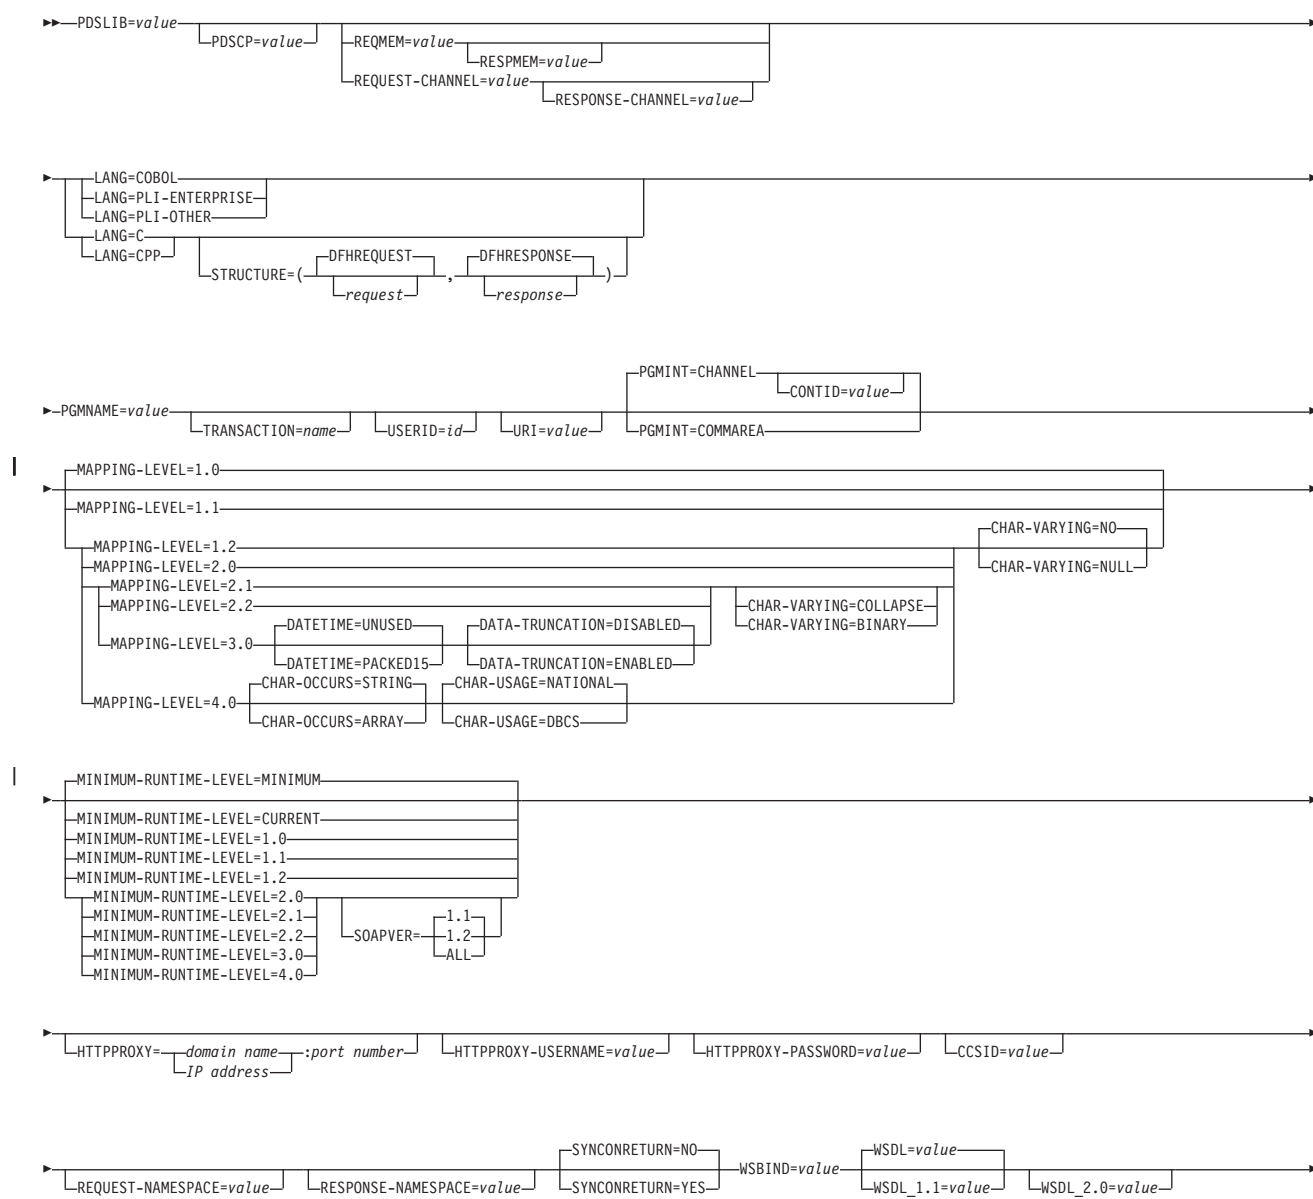 PDSLIB=value
PDSCP=value
REQMEM=value
RESPMEM=value
REQUEST-CHANNEL=value
RESPONSE-CHANNEL=value
LANG=COBOL
LANG=PLI-ENTERPRISE
LANG=PLI-OTHER
LANG=C
LANG=CPP
STRUCTURE=( DFHREQUEST , DFHRESPONSE )
request response
PGMINT=CHANNEL
CONTID=value
PGMNAME=value
TRANSACTION=name USERID=id URI=value PGMINT=COMMAREA
MAPPING-LEVEL=1.0
MAPPING-LEVEL=1.1
CHAR-VARYING=NO
MAPPING-LEVEL=1.2
MAPPING-LEVEL=2.0 CHAR-VARYING=NULL
MAPPING-LEVEL=2.1
MAPPING-LEVEL=2.2 CHAR-VARYING=COLLAPSE
DATETIME=UNUSED DATA-TRUNCATION=DISABLED CHAR-VARYING=BINARY
MAPPING-LEVEL=3.0
DATETIME=PACKED15 DATA-TRUNCATION=ENABLED
CHAR-OCCURS=STRING CHAR-USAGE=NATIONAL
MAPPING-LEVEL=4.0
CHAR-OCCURS=ARRAY CHAR-USAGE=DBCS
MINIMUM-RUNTIME-LEVEL=MINIMUM
MINIMUM-RUNTIME-LEVEL=CURRENT
MINIMUM-RUNTIME-LEVEL=1.0
MINIMUM-RUNTIME-LEVEL=1.1
MINIMUM-RUNTIME-LEVEL=1.2
MINIMUM-RUNTIME-LEVEL=2.0
MINIMUM-RUNTIME-LEVEL=2.1 1.1
MINIMUM-RUNTIME-LEVEL=2.2 SOAPVER= 1.2
MINIMUM-RUNTIME-LEVEL=3.0 ALL
MINIMUM-RUNTIME-LEVEL=4.0
HTTPPROXY= domain name :port number HTTPPROXY-USERNAME=value HTTPPROXY-PASSWORD=value CCSID=value
IP address
SYNCONRETURN=NO WSDL=value
WSBIND=value
REQUEST-NAMESPACE=value RESPONSE-NAMESPACE=value SYNCONRETURN=YES WSDL_1.1=value WSDL_2.0=value